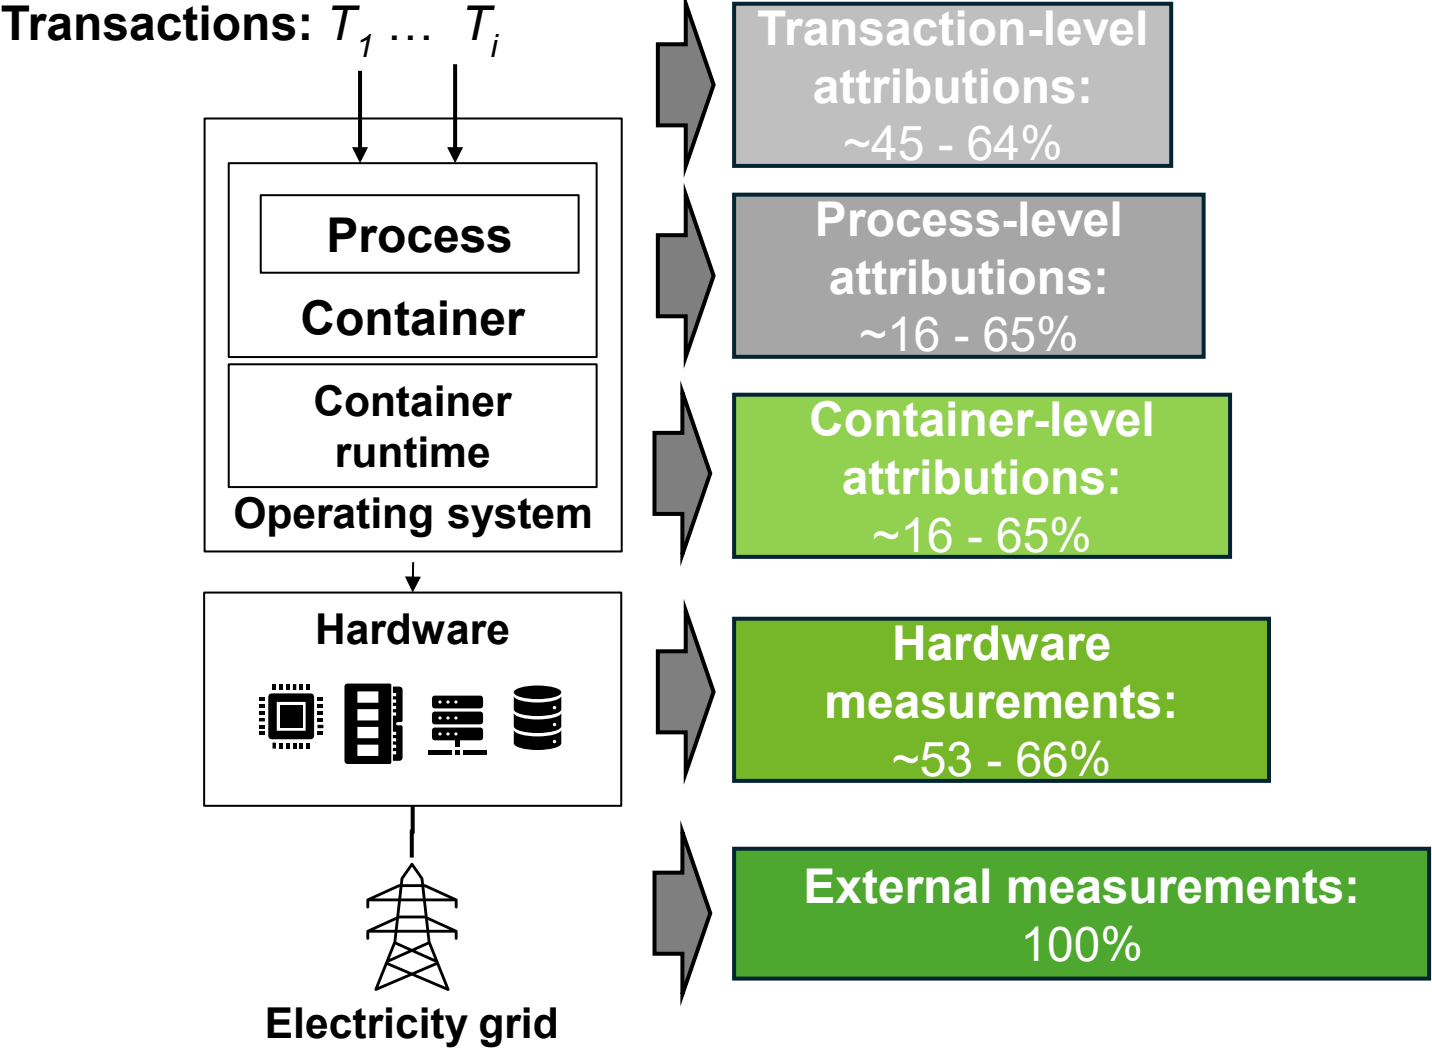 Transactions: T1 ... Ti
Transaction-level
attributions:
~45 - 64%
Process
Container
Process-level
attributions:
~16 - 65%
Container
runtime
Operating system
Container-level
attributions:
~16 - 65%
Hardware
Hardware
measurements:
~53 - 66%
External measurements:
100%
Electricity grid